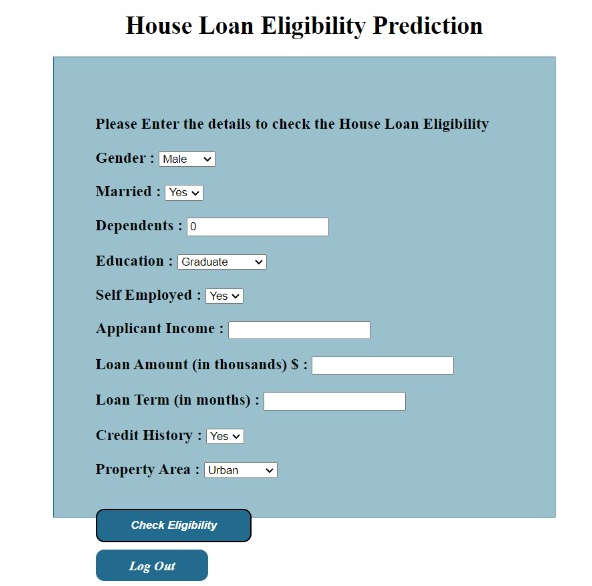 House Loan Eligibility Prediction
Please Enter the details to check the House Loan Eligibility
Gender : Male
Married : Yes
Dependents : 0
Education : Graduate
Self Employed : Yes
Applicant Income :
Loan Amount (in thousands) $ :
Loan Term (in months) :
Credit History : Yes
Property Area : Urban
Check Eligibility
Log Out